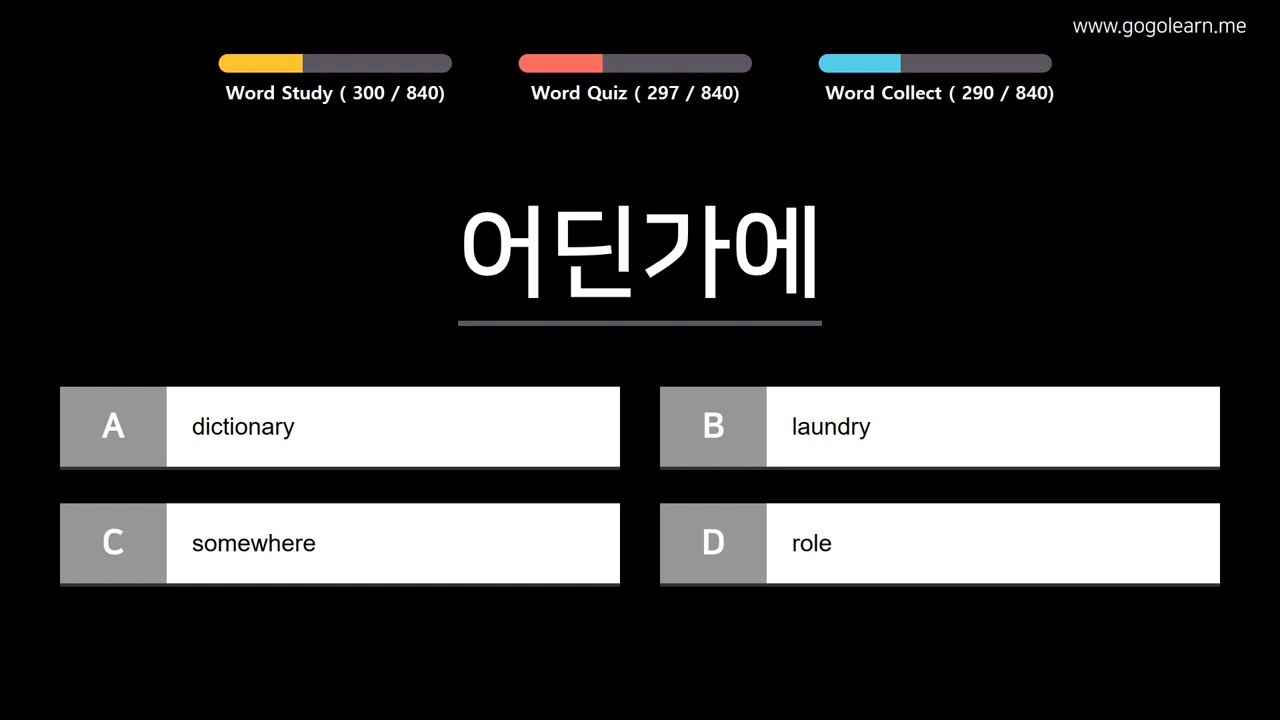 www.gogolearn.me
Word Study ( 300 / 840)
Word Quiz ( 297 / 840)
Word Collect ( 290 / 840)
어딘가에
A dictionary
B laundry
C somewhere
D role